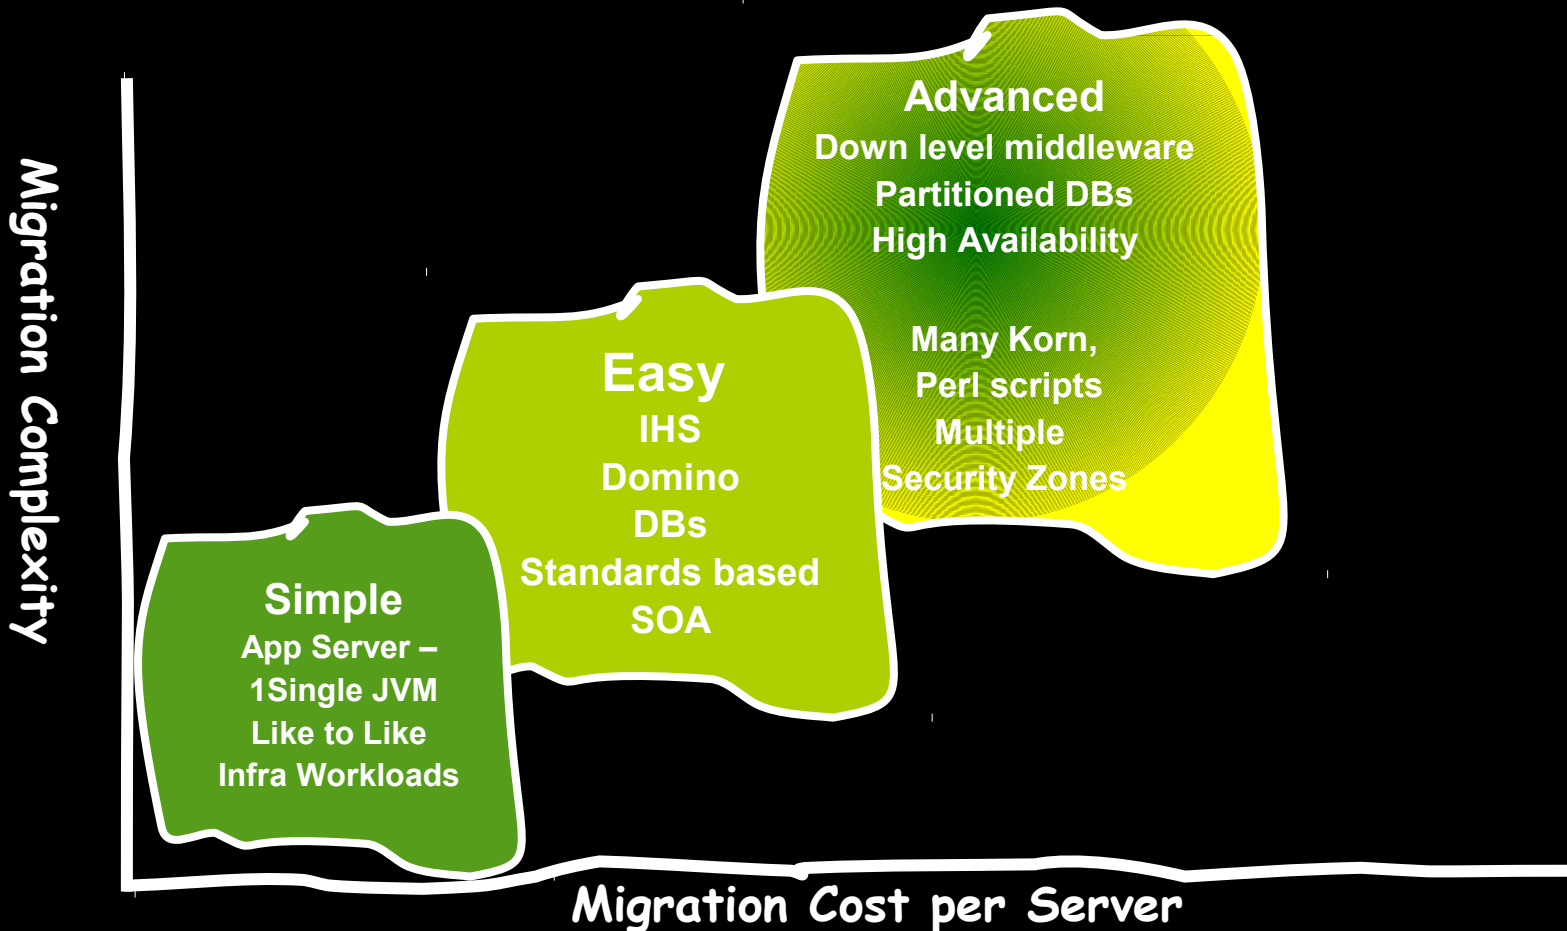 Migration Complexity
Advanced
Down level middleware
Partitioned DBs
High Availability
Many Korn,
Perl scripts
Multiple
Security Zones
Easy
IHS
Domino
DBs
Standards based
SOA
Simple
App Server –
1Single JVM
Like to Like
Infra Workloads
Migration Cost per Server